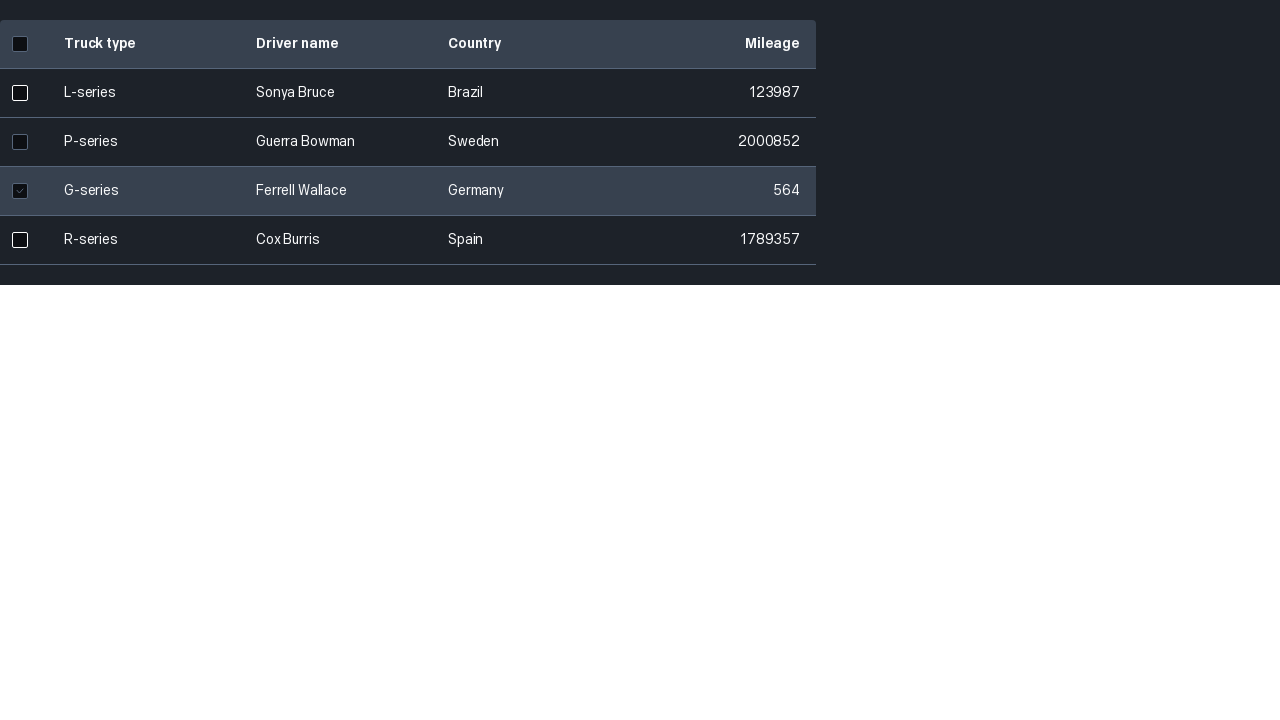 Truck type Driver name Country Mileage
L-series Sonya Bruce Brazil 123987
P-series Guerra Bowman Sweden 2000852
G-series Ferrell Wallace Germany 564
R-series Cox Burris Spain 1789357